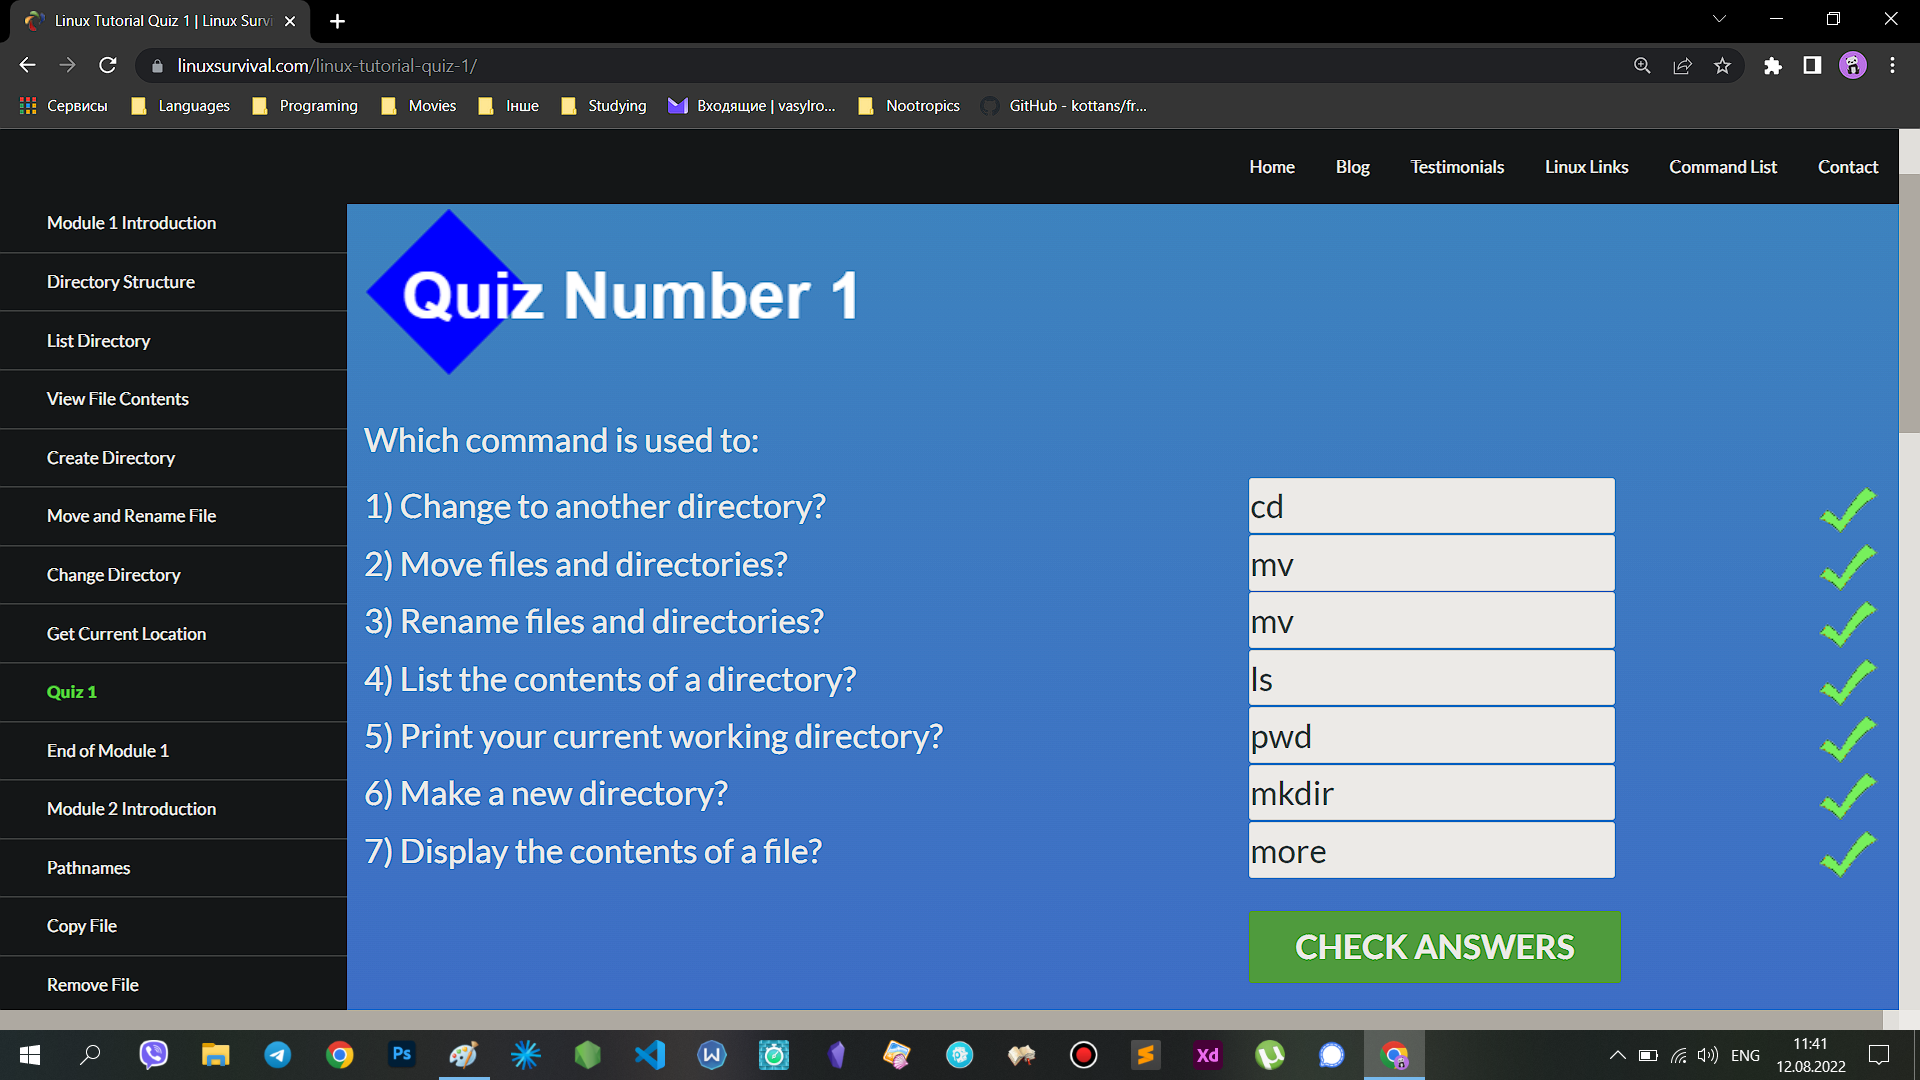 Linux Tutorial Quiz 1 | Linux Survi
linuxsurvival.com/linux-tutorial-quiz-1/
Сервисы
Languages
Programing
Movies
Інше
Studying
Входящие | vasylro...
Nootropics
GitHub - kottans/fr...
Home
Blog
Testimonials
Linux Links
Command List
Contact
Module 1 Introduction
Directory Structure
List Directory
View File Contents
Create Directory
Move and Rename File
Change Directory
Get Current Location
Quiz 1
End of Module 1
Module 2 Introduction
Pathnames
Copy File
Remove File
Quiz Number 1
Which command is used to:
1) Change to another directory?
cd
2) Move files and directories?
mv
3) Rename files and directories?
mv
4) List the contents of a directory?
ls
5) Print your current working directory?
pwd
6) Make a new directory?
mkdir
7) Display the contents of a file?
more
CHECK ANSWERS
Ps
W
Xd
ENG
11:41
12.08.2022